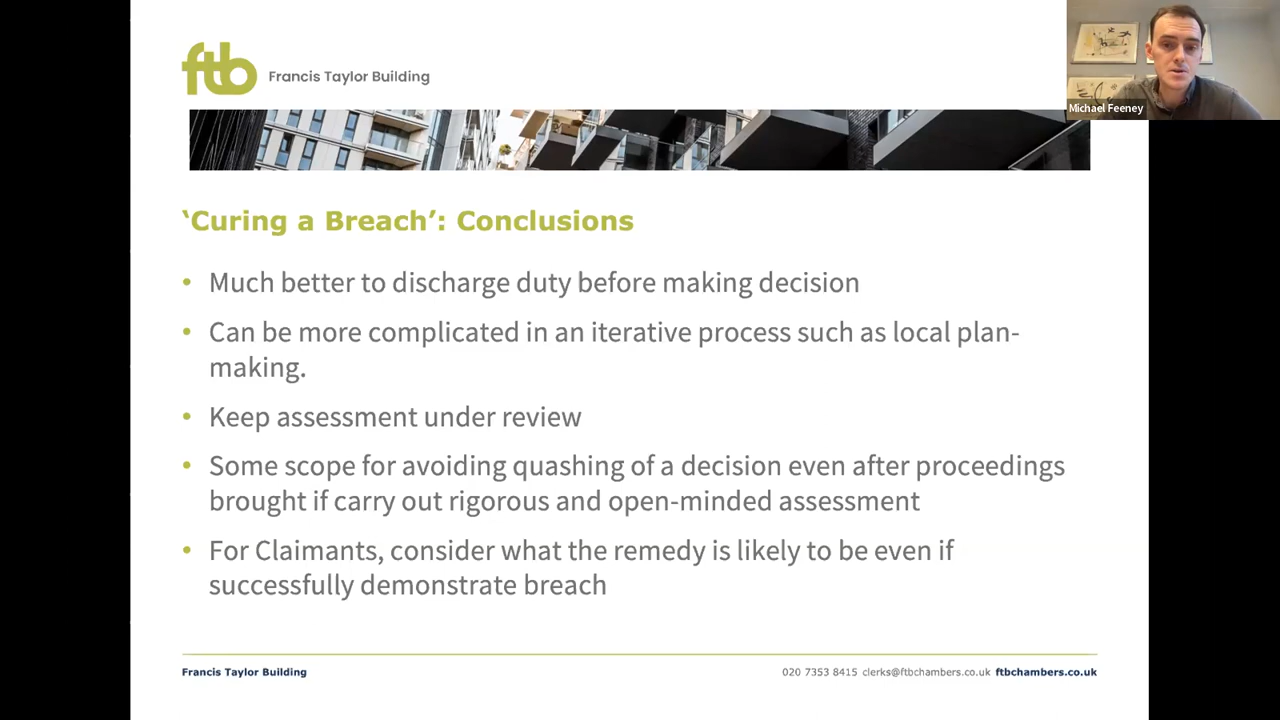 ftb Francis Taylor Building
Michael Feeney
‘Curing a Breach’: Conclusions
• Much better to discharge duty before making decision
• Can be more complicated in an iterative process such as local plan-
making.
• Keep assessment under review
• Some scope for avoiding quashing of a decision even after proceedings
brought if carry out rigorous and open-minded assessment
• For Claimants, consider what the remedy is likely to be even if
successfully demonstrate breach
Francis Taylor Building
020 7353 8415 clerks@ftbchambers.co.uk ftbchambers.co.uk